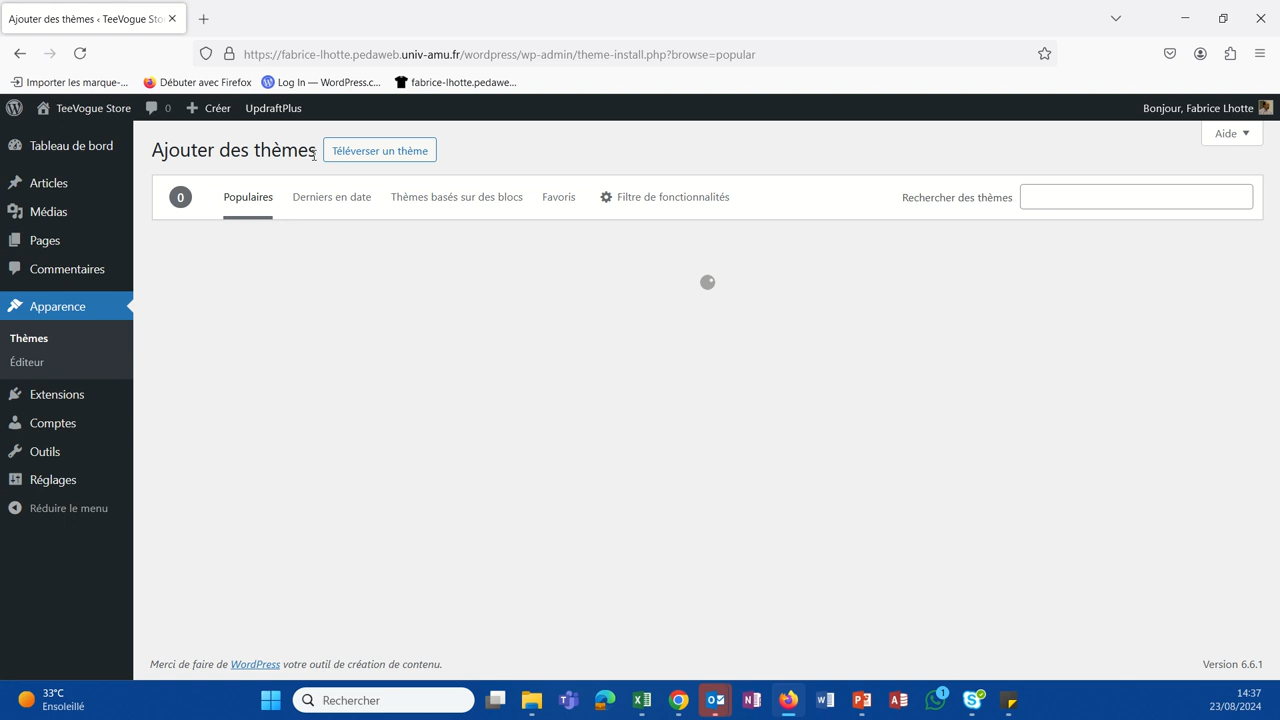 Ajouter des thèmes ‹ TeeVogue Sto
https://fabrice-lhotte.pedaweb.univ-amu.fr/wordpress/wp-admin/theme-install.php?browse=popular
Importer les marque-... Débuter avec Firefox Log In — WordPress.c... fabrice-lhotte.pedawe...
TeeVogue Store 0 Créer UpdraftPlus Bonjour, Fabrice Lhotte
Aide
Tableau de bord
Articles
Médias
Pages
Commentaires
Apparence
Thèmes
Éditeur
Extensions
Comptes
Outils
Réglages
Réduire le menu
Ajouter des thèmes Téléverser un thème
0 Populaires Derniers en date Thèmes basés sur des blocs Favoris Filtre de fonctionnalités Rechercher des thèmes
Merci de faire de WordPress votre outil de création de contenu. Version 6.6.1
33°C
Ensoleillé
Rechercher
1
14:37
23/08/2024